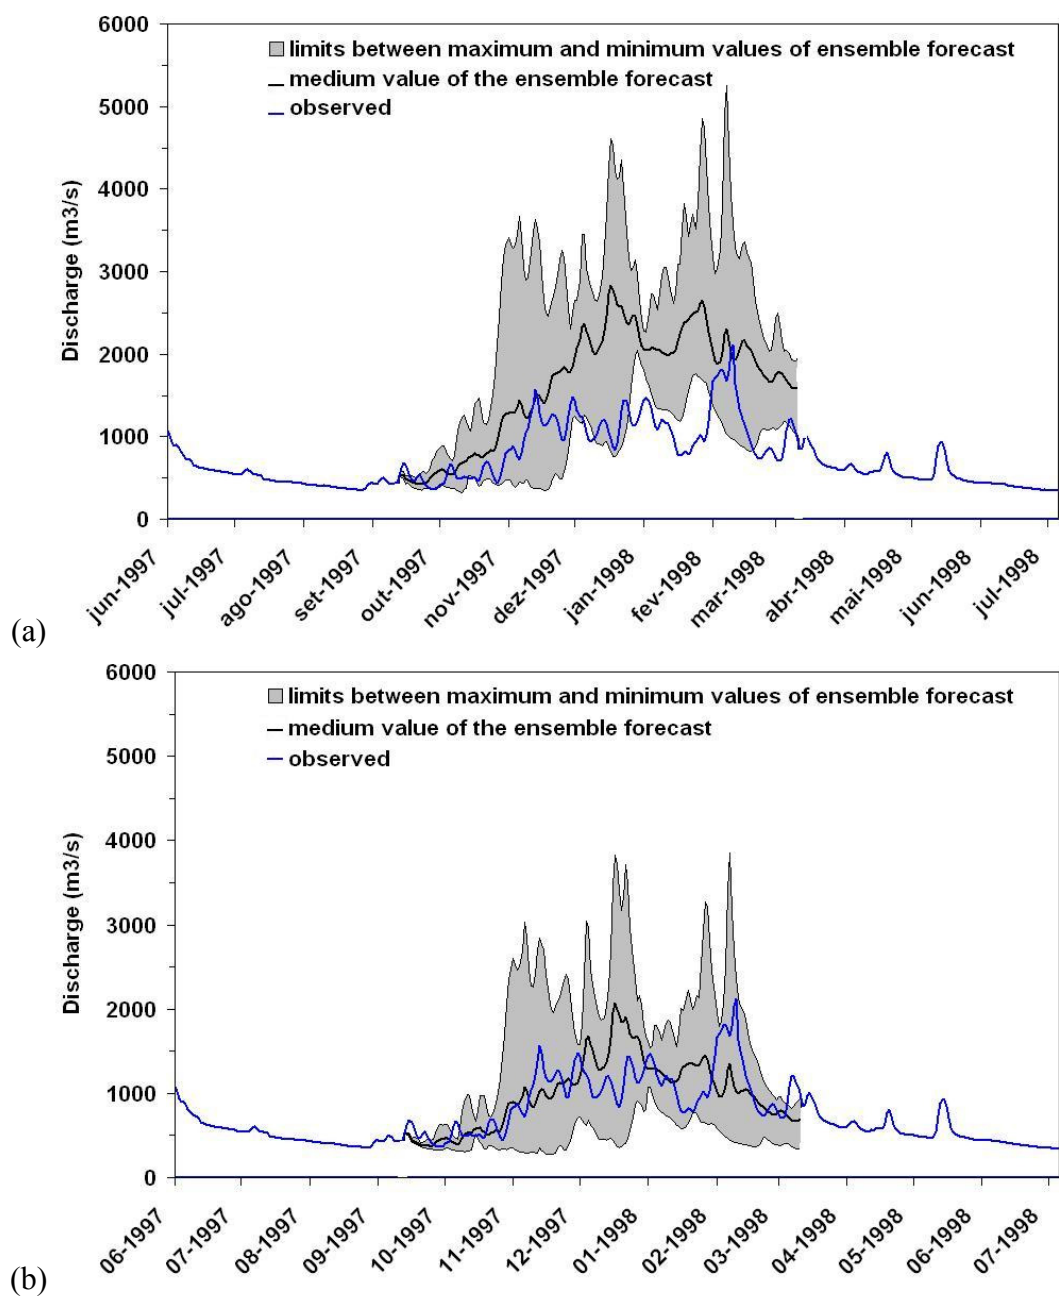 6000
limits between maximum and minimum values of ensemble forecast
medium value of the ensemble forecast
observed
5000
4000
3000
2000
1000
0
Discharge (m3/s)
jun-1997
jul-1997
ago-1997
set-1997
out-1997
nov-1997
dez-1997
jan-1998
fev-1998
mar-1998
abr-1998
mai-1998
jun-1998
jul-1998
(a)
6000
limits between maximum and minimum values of ensemble forecast
medium value of the ensemble forecast
observed
5000
4000
3000
2000
1000
0
Discharge (m3/s)
06-1997
07-1997
08-1997
09-1997
10-1997
11-1997
12-1997
01-1998
02-1998
03-1998
04-1998
05-1998
06-1998
07-1998
(b)